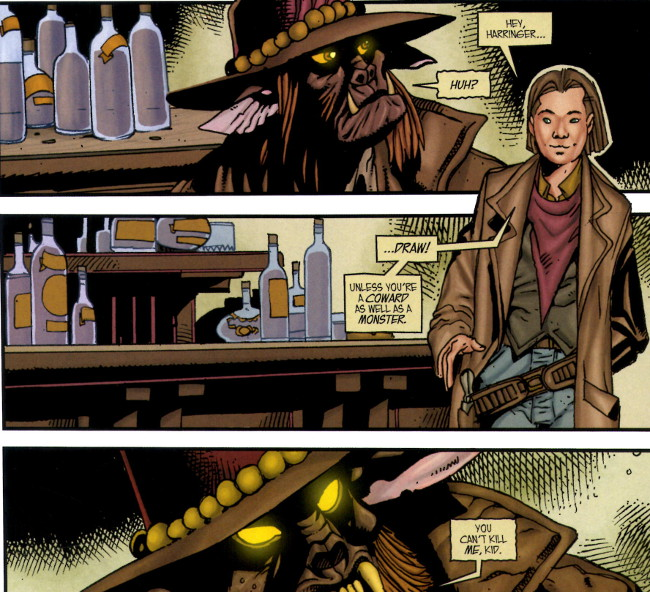 HEY,
HARRINGER...
HUH?
...DRAW!
UNLESS YOU'RE
A COWARD
AS WELL AS A
MONSTER.
YOU
CAN'T KILL
ME, KID.